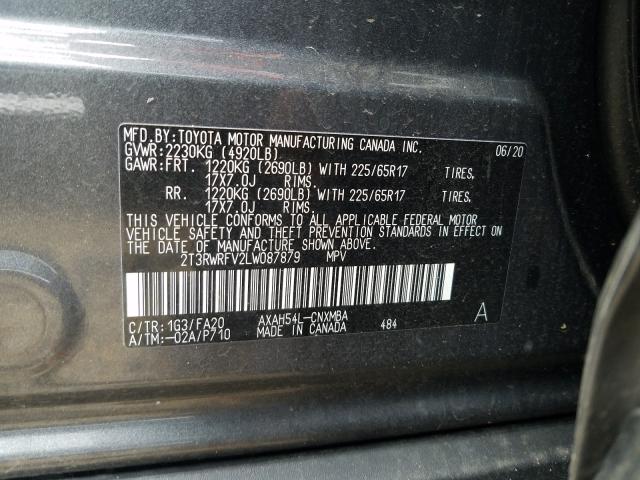 MFD.BY:TOYOTA MOTOR MANUFACTURING CANADA INC. 06/20
GVWR:2230KG (4920LB)
GAWR:FRT. 1220KG (2690LB) WITH 225/65R17 TIRES,
17X7.0J RIMS,
RR. 1220KG (2690LB) WITH 225/65R17 TIRES,
17X7.0J RIMS.
THIS VEHICLE CONFORMS TO ALL APPLICABLE FEDERAL MOTOR
VEHICLE SAFETY AND THEFT PREVENTION STANDARDS IN EFFECT
ON THE DATE OF MANUFACTURE SHOWN ABOVE.
2T3RWRFV2LW087879 MPV
C/TR:1G3/FA20 AXAH54L-CNXMBA A
A/TM:-02A/P710 MADE IN CANADA 484